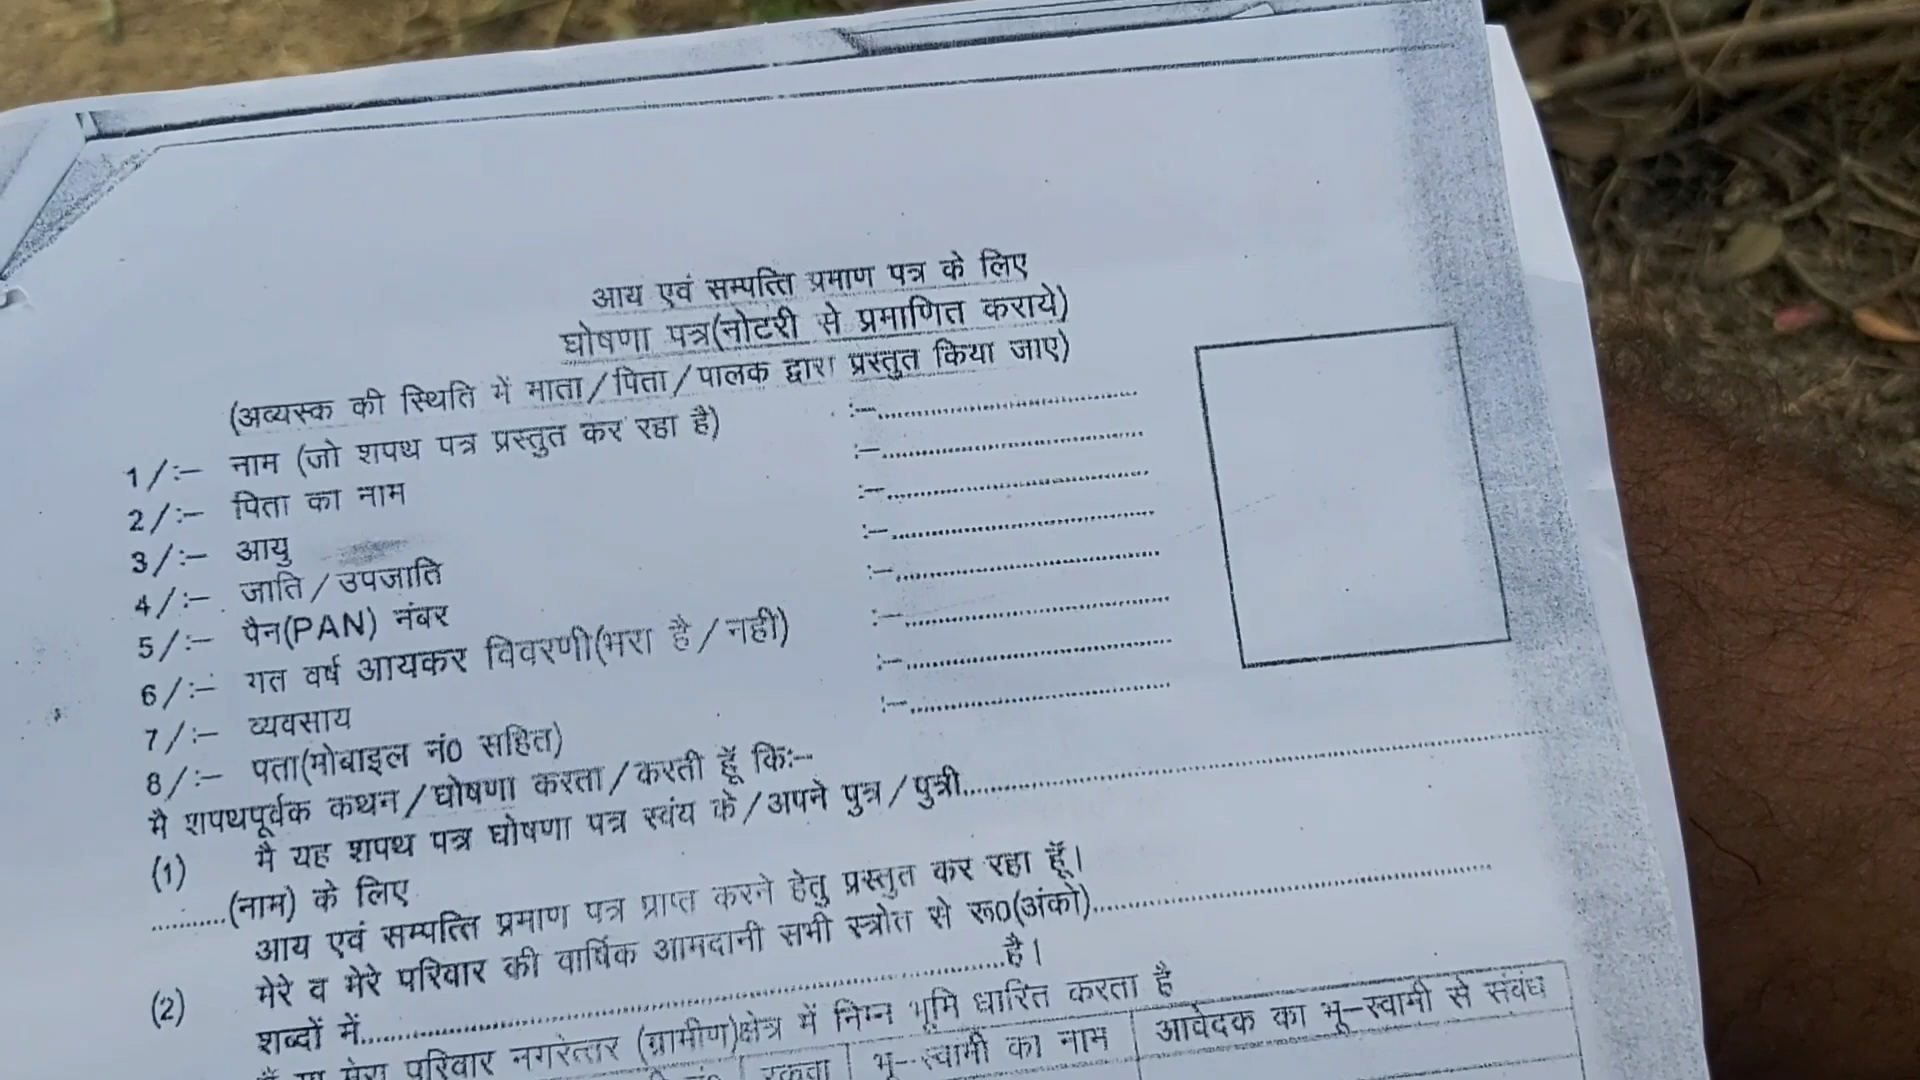 आय एवं सम्पत्ति प्रमाण पत्र के लिए
घोषणा पत्र(नोटरी से प्रमाणित कराये)
(अव्यस्क की स्थिति में माता/पिता/पालक द्वारा प्रस्तुत किया जाए)
1/:– नाम (जो शपथ पत्र प्रस्तुत कर रहा है) :–....................
2/:– पिता का नाम :–....................
3/:– आयु :–....................
4/:– जाति/उपजाति :–....................
5/:– पैन(PAN) नंबर :–....................
6/:– गत वर्ष आयकर विवरणी(भरा है/नही) :–....................
7/:– व्यवसाय :–....................
8/:– पता(मोबाइल नं0 सहित) :–....................
मै शपथपूर्वक कथन/घोषणा करता/करती हूँ किः–
(1) मै यह शपथ पत्र घोषणा पत्र स्वंय के/अपने पुत्र/पुत्री....................
..........(नाम) के लिए
आय एवं सम्पत्ति प्रमाण पत्र प्राप्त करने हेतु प्रस्तुत कर रहा हूँ।
(2) मेरे व मेरे परिवार की वार्षिक आमदानी सभी स्त्रोत से रू0(अंको)....................
शब्दों में....................है।
मेरा परिवार नगरेत्तर (ग्रामीण)क्षेत्र में निम्न भूमि धारित करता है
रकवा भू–स्वामी का नाम आवेदक का भू–स्वामी से संबंध